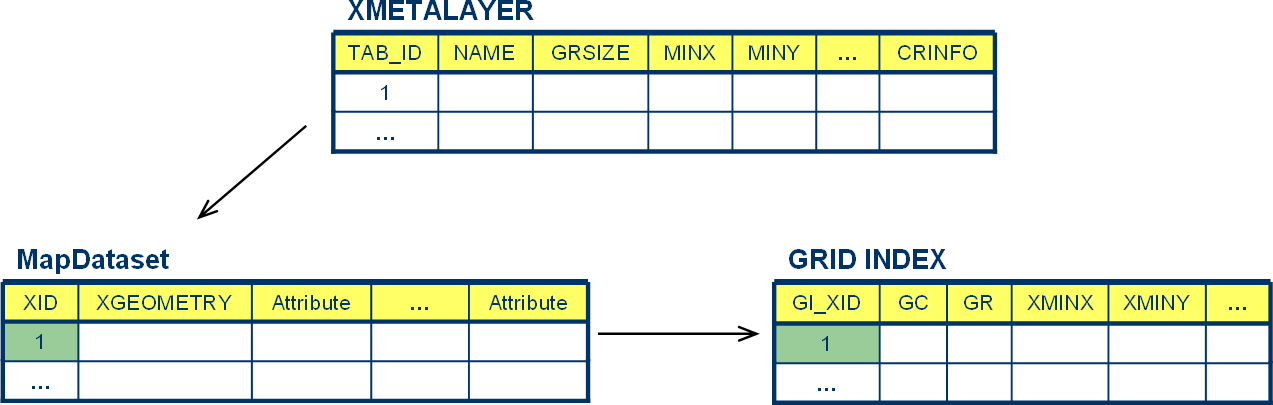 XMETALAYER
TAB_ID NAME GRSIZE MINX MINY ... CRINFO
1
...
MapDataset
XID XGEOMETRY Attribute ... Attribute
1
...
GRID INDEX
GI_XID GC GR XMINX XMINY ...
1
...